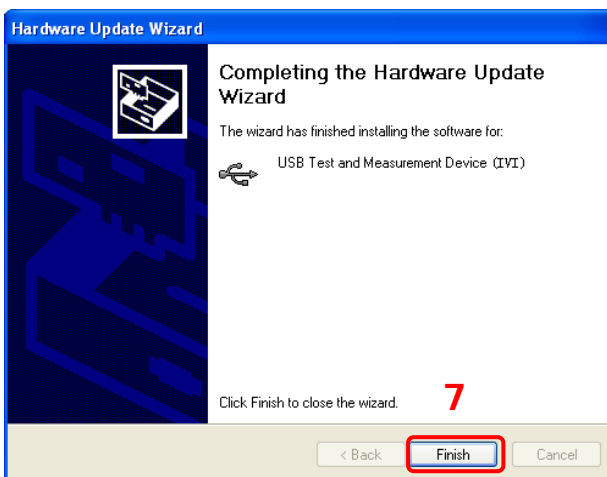 Hardware Update Wizard
Completing the Hardware Update
Wizard
The wizard has finished installing the software for:
USB Test and Measurement Device (IVI)
Click Finish to close the wizard.
7
< Back
Finish
Cancel